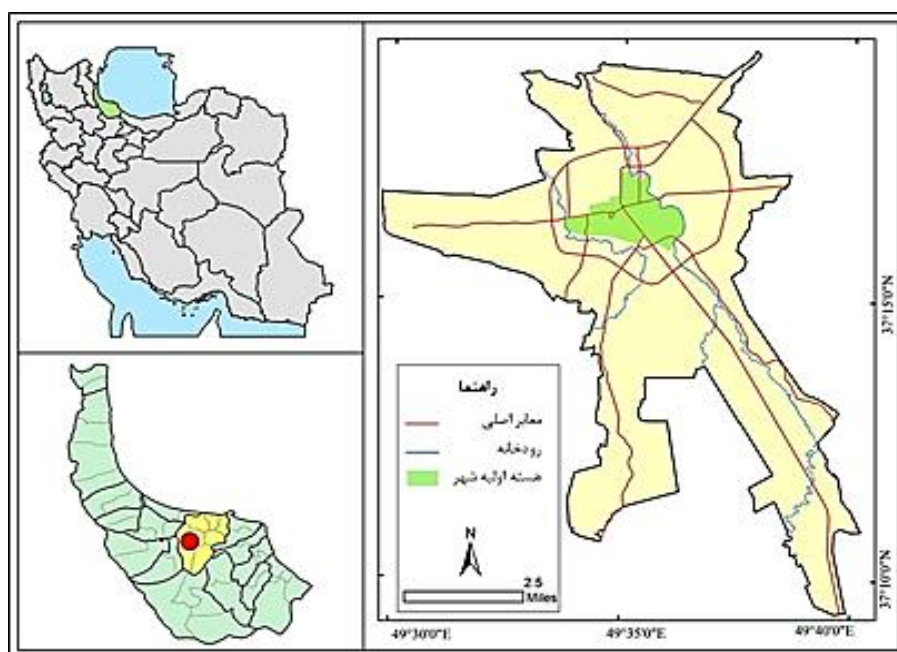 راهنما
معابر اصلی
رودخانه
هسته اولیه شهر
N
2.5
Miles
37°15'0"N
37°10'0"N
49°30'0"E
49°35'0"E
49°40'0"E